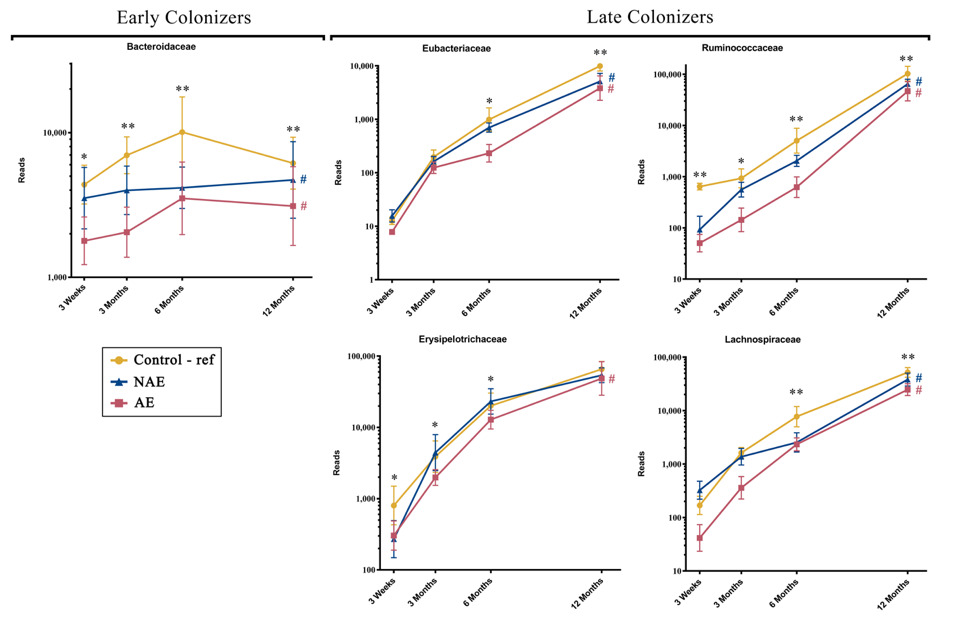 Early Colonizers
Late Colonizers
Bacteroidaceae
** ** ** *
10,000
1,000
Reads
# #
3 Weeks
3 Months
6 Months
12 Months
Eubacteriaceae
** *
10,000
1,000
100
10
1
Reads
# #
3 Weeks
3 Months
6 Months
12 Months
Ruminococcaceae
** ** * **
100,000
10,000
1,000
100
10
Reads
# #
3 Weeks
3 Months
6 Months
12 Months
Control - ref
NAE
AE
Erysipelotrichaceae
* * *
100,000
10,000
1,000
100
Reads
#
3 Weeks
3 Months
6 Months
12 Months
Lachnospiraceae
** **
100,000
10,000
1,000
100
10
Reads
# #
3 Weeks
3 Months
6 Months
12 Months